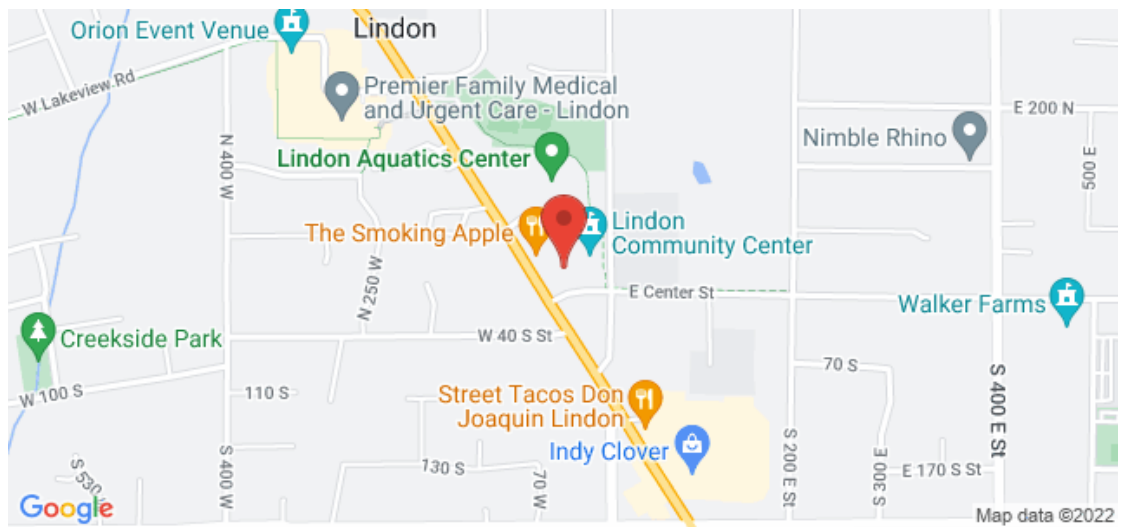 Orion Event Venue
Lindon
W Lakeview Rd
Premier Family Medical
and Urgent Care - Lindon
E 200 N
Nimble Rhino
N 400 W
Lindon Aquatics Center
500 E
The Smoking Apple
Lindon
Community Center
N 250 W
E Center St
Walker Farms
Creekside Park
W 40 S St
70 S
W 100 S
110 S
Street Tacos Don
Joaquin Lindon
S 400 E St
Indy Clover
S 530 W
S 400 W
130 S
70 W
S 200 E St
S 300 E
E 170 S St
Google
Map data ©2022